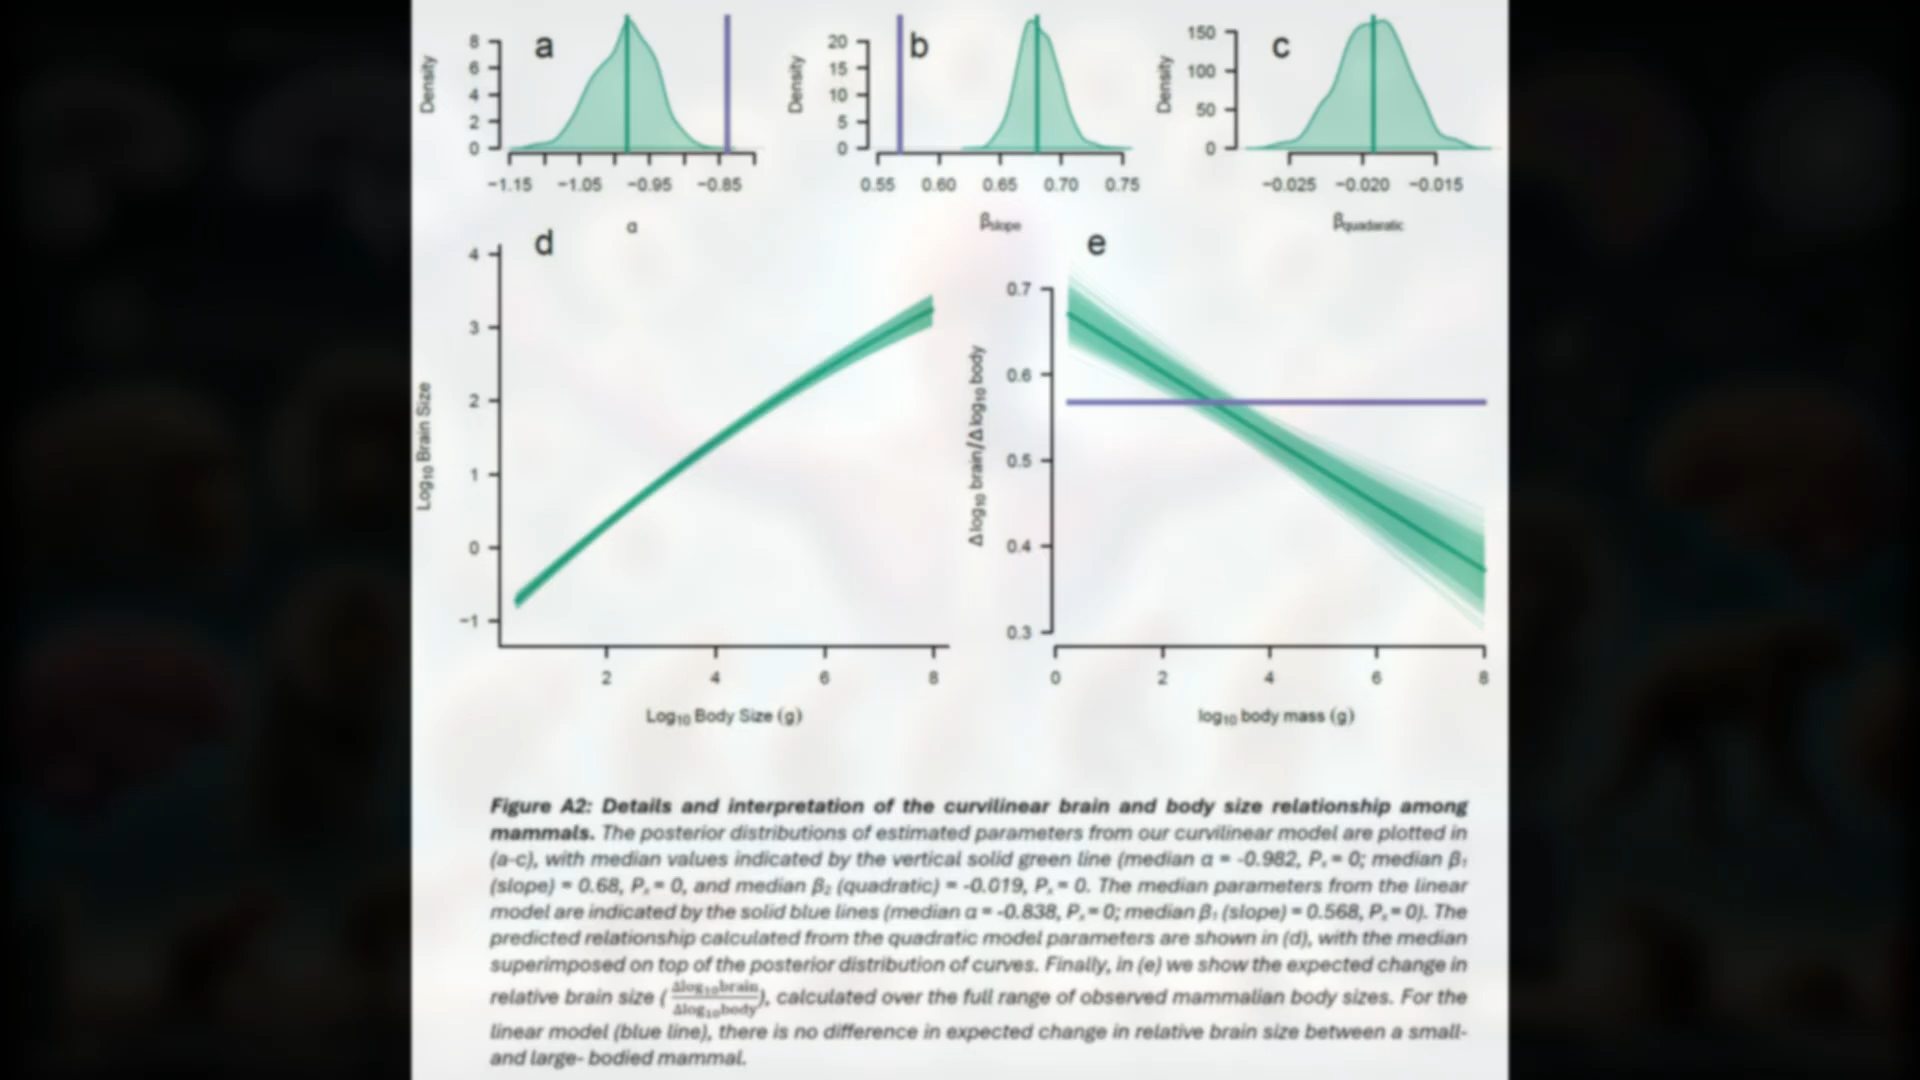 a
b
c
Density
8
6
4
2
0
−1.15 −1.05 −0.95 −0.85
α
Density
20
15
10
5
0
0.55 0.60 0.65 0.70 0.75
βslope
Density
150
100
50
0
−0.025 −0.020 −0.015
βquadaratic
d
Log10 Brain Size
4
3
2
1
0
−1
2 4 6 8
Log10 Body Size (g)
e
Δlog10 brain/Δlog10 body
0.7
0.6
0.5
0.4
0.3
0 2 4 6 8
log10 body mass (g)
Figure A2: Details and interpretation of the curvilinear brain and body size relationship among
mammals. The posterior distributions of estimated parameters from our curvilinear model are plotted in
(a-c), with median values indicated by the vertical solid green line (median α = -0.982, Pₓ = 0; median β₁
(slope) = 0.68, Pₓ = 0, and median β₂ (quadratic) = -0.019, Pₓ = 0. The median parameters from the linear
model are indicated by the solid blue lines (median α = -0.838, Pₓ = 0; median β₁ (slope) = 0.568, Pₓ = 0). The
predicted relationship calculated from the quadratic model parameters are shown in (d), with the median
superimposed on top of the posterior distribution of curves. Finally, in (e) we show the expected change in
relative brain size (Δlog10brain/Δlog10body), calculated over the full range of observed mammalian body sizes. For the
linear model (blue line), there is no difference in expected change in relative brain size between a small-
and large- bodied mammal.